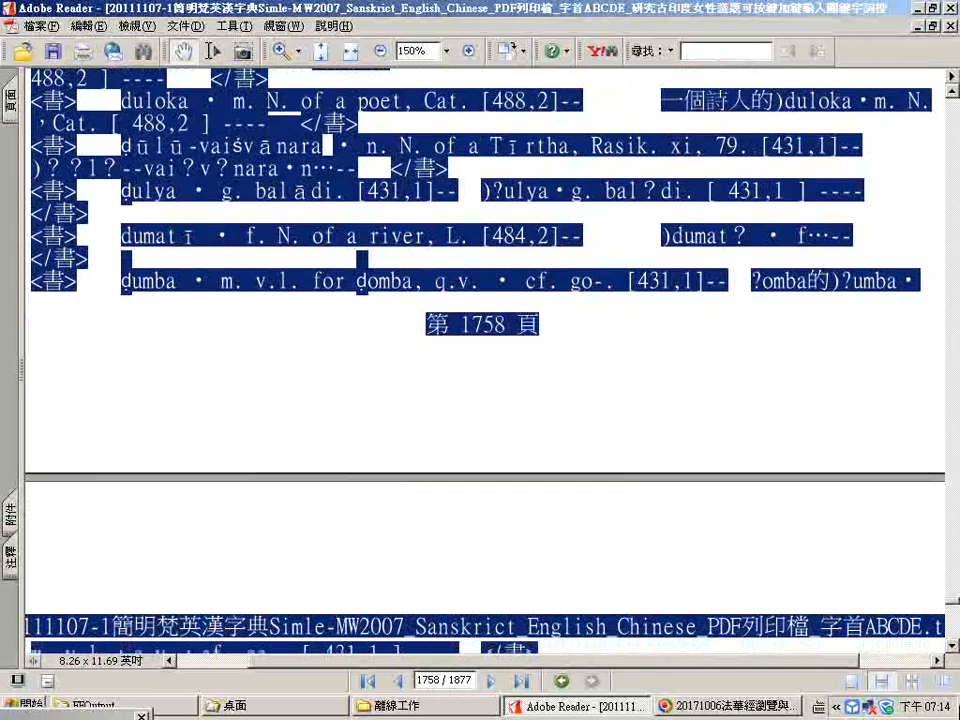 Adobe Reader - [20111107-1簡明梵英漢字典Simle-MW2007_Sanskrict_English_Chinese_PDF列印檔_字首ABCDE_研究古印度女性議題可按鍵加鍵輸入關鍵字詞搜
檔案(F) 編輯(E) 檢視(V) 文件(D) 工具(T) 視窗(W) 說明(H)
150% Y! 尋找：
頁面
488,2 ] ---- </書>
<書> duloka · m. N. of a poet, Cat. [488,2]-- 一個詩人的)duloka·m. N.
，Cat. [ 488,2 ] ---- </書>
<書> ḍūlū-vaiśvānara · n. N. of a Tīrtha, Rasik. xi, 79. [431,1]--
)？？l？--vai？v？nara·n…-- </書>
<書> ḍulya · g. balādi. [431,1]-- )?ulya·g. bal？di. [ 431,1 ] ----
</書>
<書> dumatī · f. N. of a river, L. [484,2]-- )dumat？ · f…--
</書>
<書> ḍumba · m. v.l. for ḍomba, q.v. · cf. go-. [431,1]-- ?omba的)?umba·
第 1758 頁
附件
注釋
111107-1簡明梵英漢字典Simle-MW2007_Sanskrict_English_Chinese_PDF列印檔_字首ABCDE.t
8.26 x 11.69 英吋
1758 / 1877
開始 EEOutput 桌面 離線工作 Adobe Reader - [201111... 20171006法華經瀏覽與... 下午 07:14